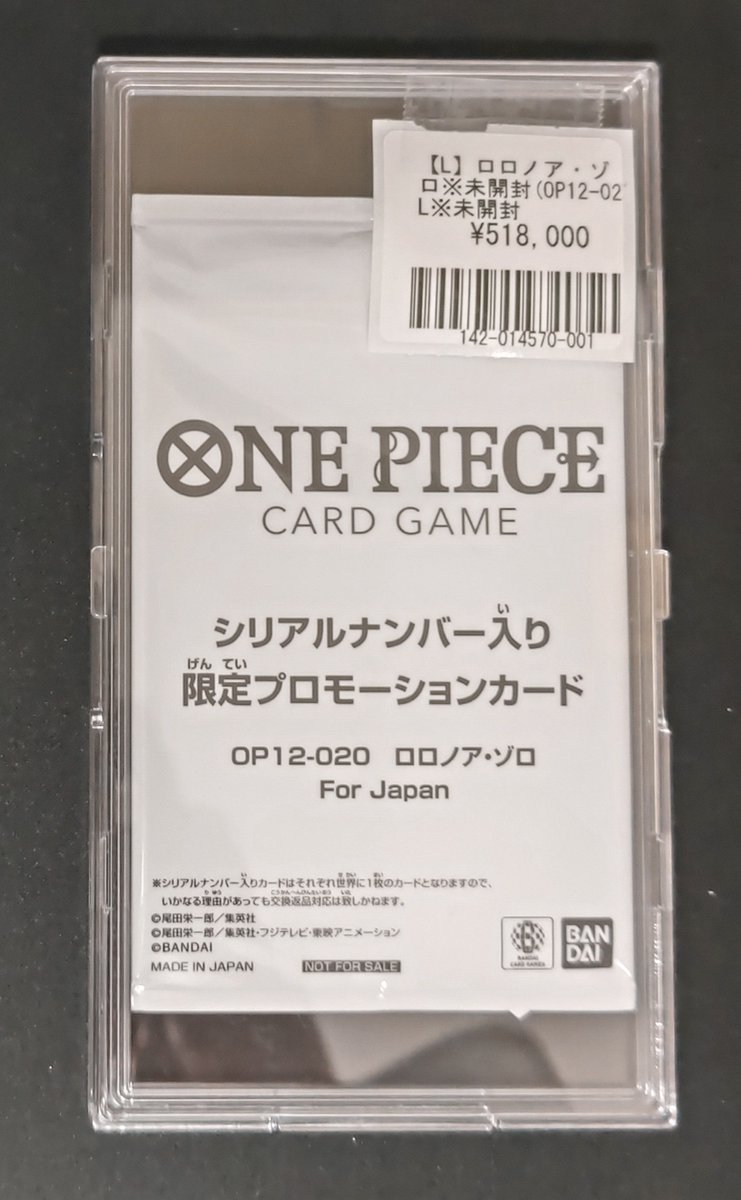 【L】ロロノア・ゾ
ロ※未開封(OP12-02
L※未開封
¥518,000
142-014570-001
ONE PIECE
CARD GAME
シリアルナンバー入り
限定プロモーションカード
OP12-020 ロロノア・ゾロ
For Japan
※シリアルナンバー入りカードはそれぞれ世界に1枚のカードとなりますので、
いかなる理由があっても交換返品対応は致しかねます。
©尾田栄一郎/集英社
©尾田栄一郎/集英社・フジテレビ・東映アニメーション
©BANDAI
MADE IN JAPAN NOT FOR SALE
BANDAI
CARD GAMES
BAN
DAI